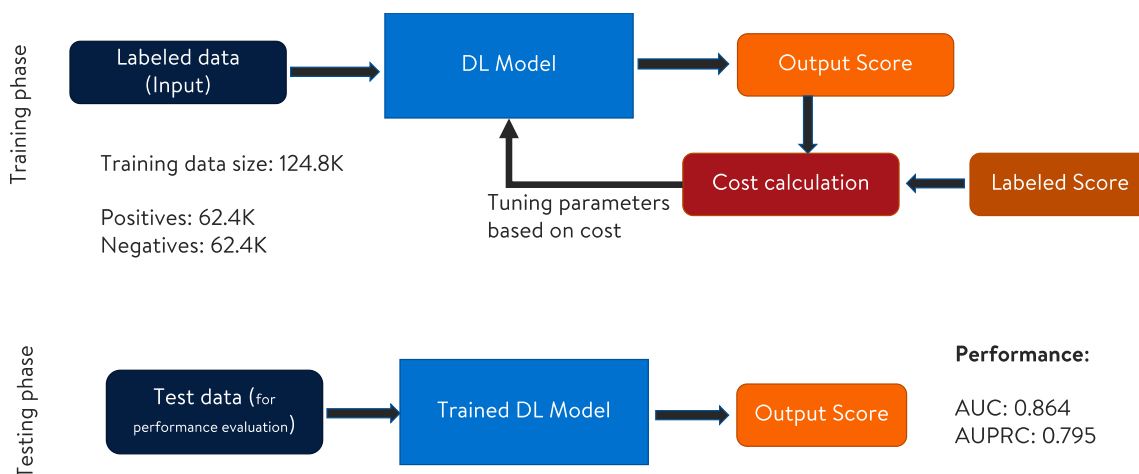 Training phase
Labeled data
(Input)
DL Model
Output Score
Training data size: 124.8K
Positives: 62.4K
Negatives: 62.4K
Cost calculation
Labeled Score
Tuning parameters
based on cost
Testing phase
Test data (for
performance evaluation)
Trained DL Model
Output Score
Performance:
AUC: 0.864
AUPRC: 0.795